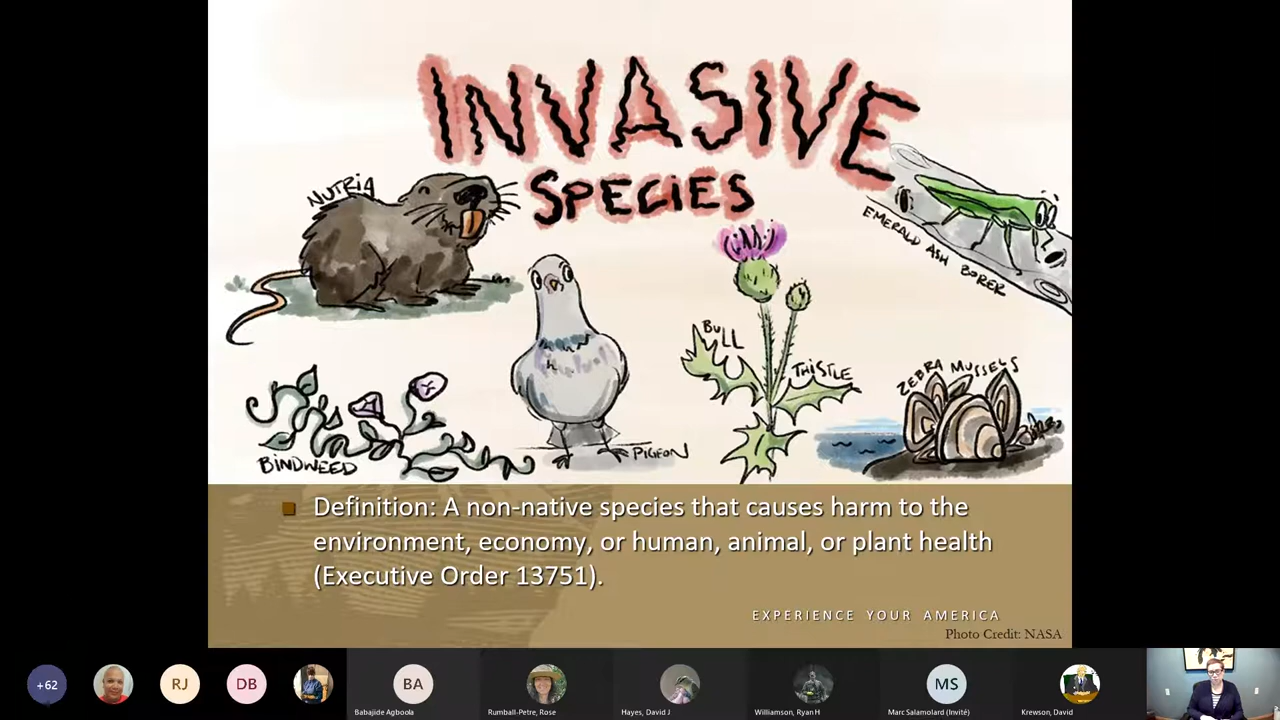 INVASIVE
SPECIES
NUTRIA
EMERALD ASH BORER
BULL
THISTLE
ZEBRA MUSSELS
BINDWEED
PIGEON
Definition: A non-native species that causes harm to the
environment, economy, or human, animal, or plant health
(Executive Order 13751).
EXPERIENCE YOUR AMERICA
Photo Credit: NASA
+62
RJ
DB
BA
MS
Babajide Agboola
Rumball-Petre, Rose
Hayes, David J
Williamson, Ryan H
Marc Salamolard (Invité)
Krewson, David